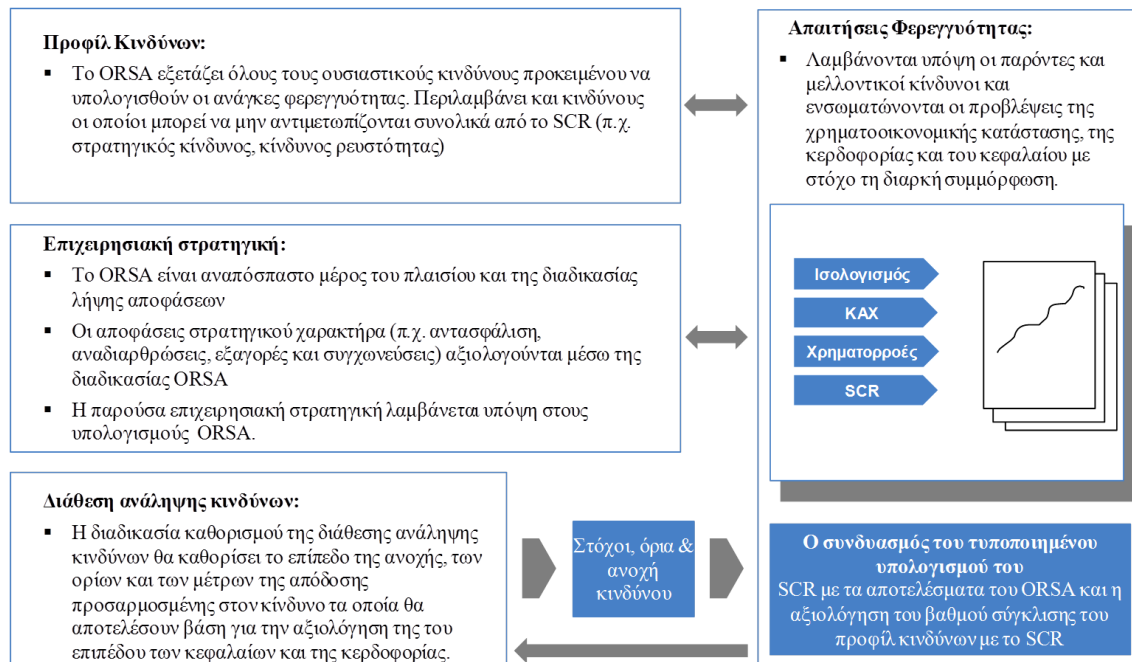 Προφίλ Κινδύνων:
▪ Το ORSA εξετάζει όλους τους ουσιαστικούς κινδύνους προκειμένου να
υπολογισθούν οι ανάγκες φερεγγυότητας. Περιλαμβάνει και κινδύνους
οι οποίοι μπορεί να μην αντιμετωπίζονται συνολικά από το SCR (π.χ.
στρατηγικός κίνδυνος, κίνδυνος ρευστότητας)
Επιχειρησιακή στρατηγική:
▪ Το ORSA είναι αναπόσπαστο μέρος του πλαισίου και της διαδικασίας
λήψης αποφάσεων
▪ Οι αποφάσεις στρατηγικού χαρακτήρα (π.χ. αντασφάλιση,
αναδιαρθρώσεις, εξαγορές και συγχωνεύσεις) αξιολογούνται μέσω της
διαδικασίας ORSA
▪ Η παρούσα επιχειρησιακή στρατηγική λαμβάνεται υπόψη στους
υπολογισμούς ORSA.
Διάθεση ανάληψης κινδύνων:
▪ Η διαδικασία καθορισμού της διάθεσης ανάληψης
κινδύνων θα καθορίσει το επίπεδο της ανοχής, των
ορίων και των μέτρων της απόδοσης
προσαρμοσμένης στον κίνδυνο τα οποία θα
αποτελέσουν βάση για την αξιολόγηση της του
επιπέδου των κεφαλαίων και της κερδοφορίας.
Στόχοι, όρια &
ανοχή
κινδύνου
Απαιτήσεις Φερεγγυότητας:
▪ Λαμβάνονται υπόψη οι παρόντες και
μελλοντικοί κίνδυνοι και
ενσωματώνονται οι προβλέψεις της
χρηματοοικονομικής κατάστασης, της
κερδοφορίας και του κεφαλαίου με
στόχο τη διαρκή συμμόρφωση.
Ισολογισμός
ΚΑΧ
Χρηματορροές
SCR
Ο συνδυασμός του τυποποιημένου
υπολογισμού του
SCR με τα αποτελέσματα του ORSA και η
αξιολόγηση του βαθμού σύγκλισης του
προφίλ κινδύνων με το SCR